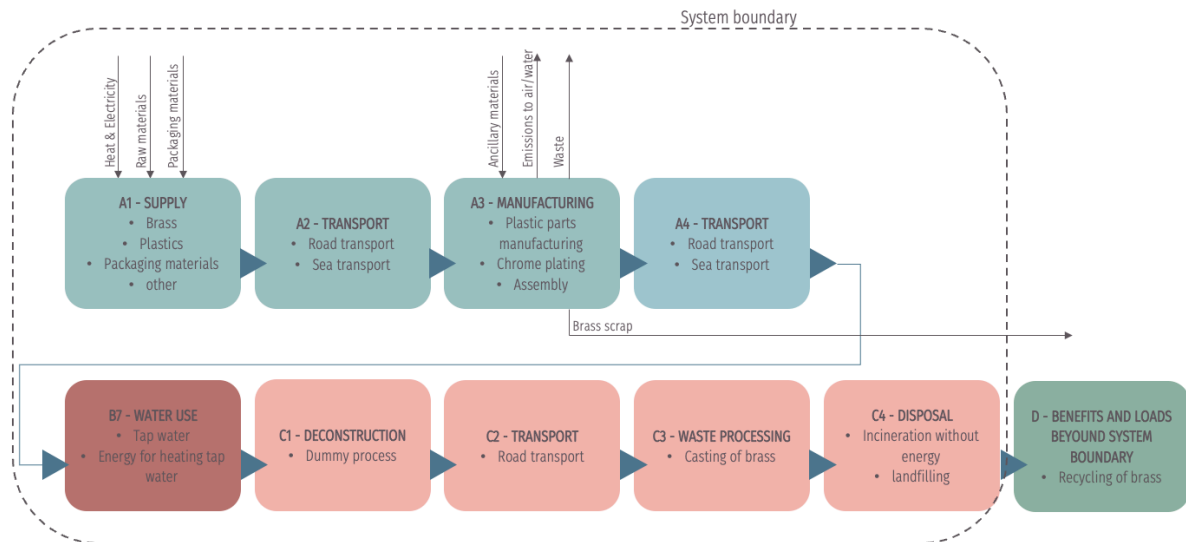 System boundary
Heat & Electricity
Raw materials
Packaging materials
Ancillary materials
Emissions to air/water
Waste
A1 - SUPPLY
• Brass
• Plastics
• Packaging materials
• other
A2 - TRANSPORT
• Road transport
• Sea transport
A3 - MANUFACTURING
• Plastic parts
manufacturing
• Chrome plating
• Assembly
A4 - TRANSPORT
• Road transport
• Sea transport
Brass scrap
B7 - WATER USE
• Tap water
• Energy for heating tap
water
C1 - DECONSTRUCTION
• Dummy process
C2 - TRANSPORT
• Road transport
C3 - WASTE PROCESSING
• Casting of brass
C4 - DISPOSAL
• Incineration without
energy
• landfilling
D - BENEFITS AND LOADS
BEYOUND SYSTEM
BOUNDARY
• Recycling of brass